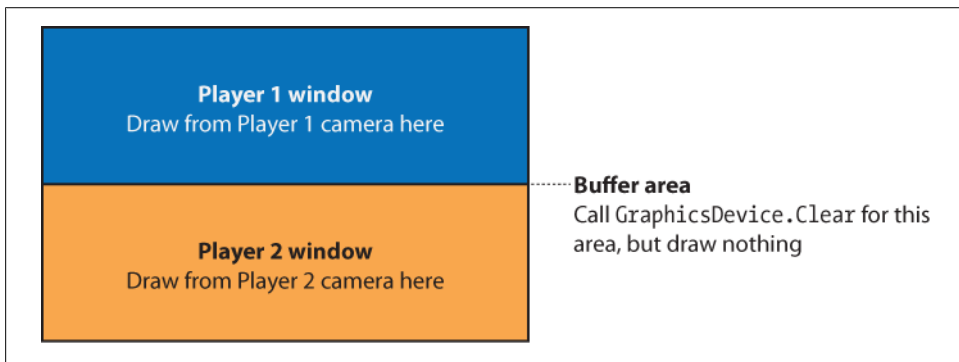 Player 1 window
Draw from Player 1 camera here
Buffer area
Call GraphicsDevice.Clear for this
area, but draw nothing
Player 2 window
Draw from Player 2 camera here